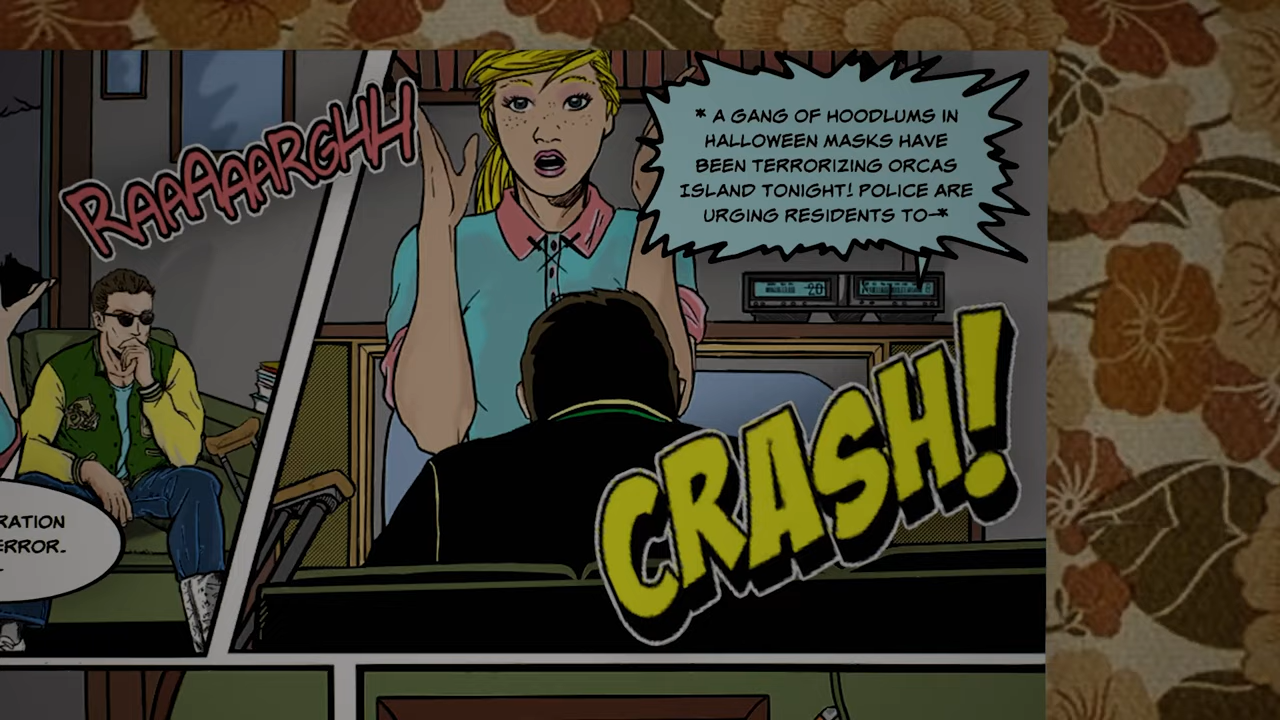 RAAAAARGHH
* A GANG OF HOODLUMS IN
HALLOWEEN MASKS HAVE
BEEN TERRORIZING ORCAS
ISLAND TONIGHT! POLICE ARE
URGING RESIDENTS TO-*
20
CRASH!
RATION
ERROR.
-